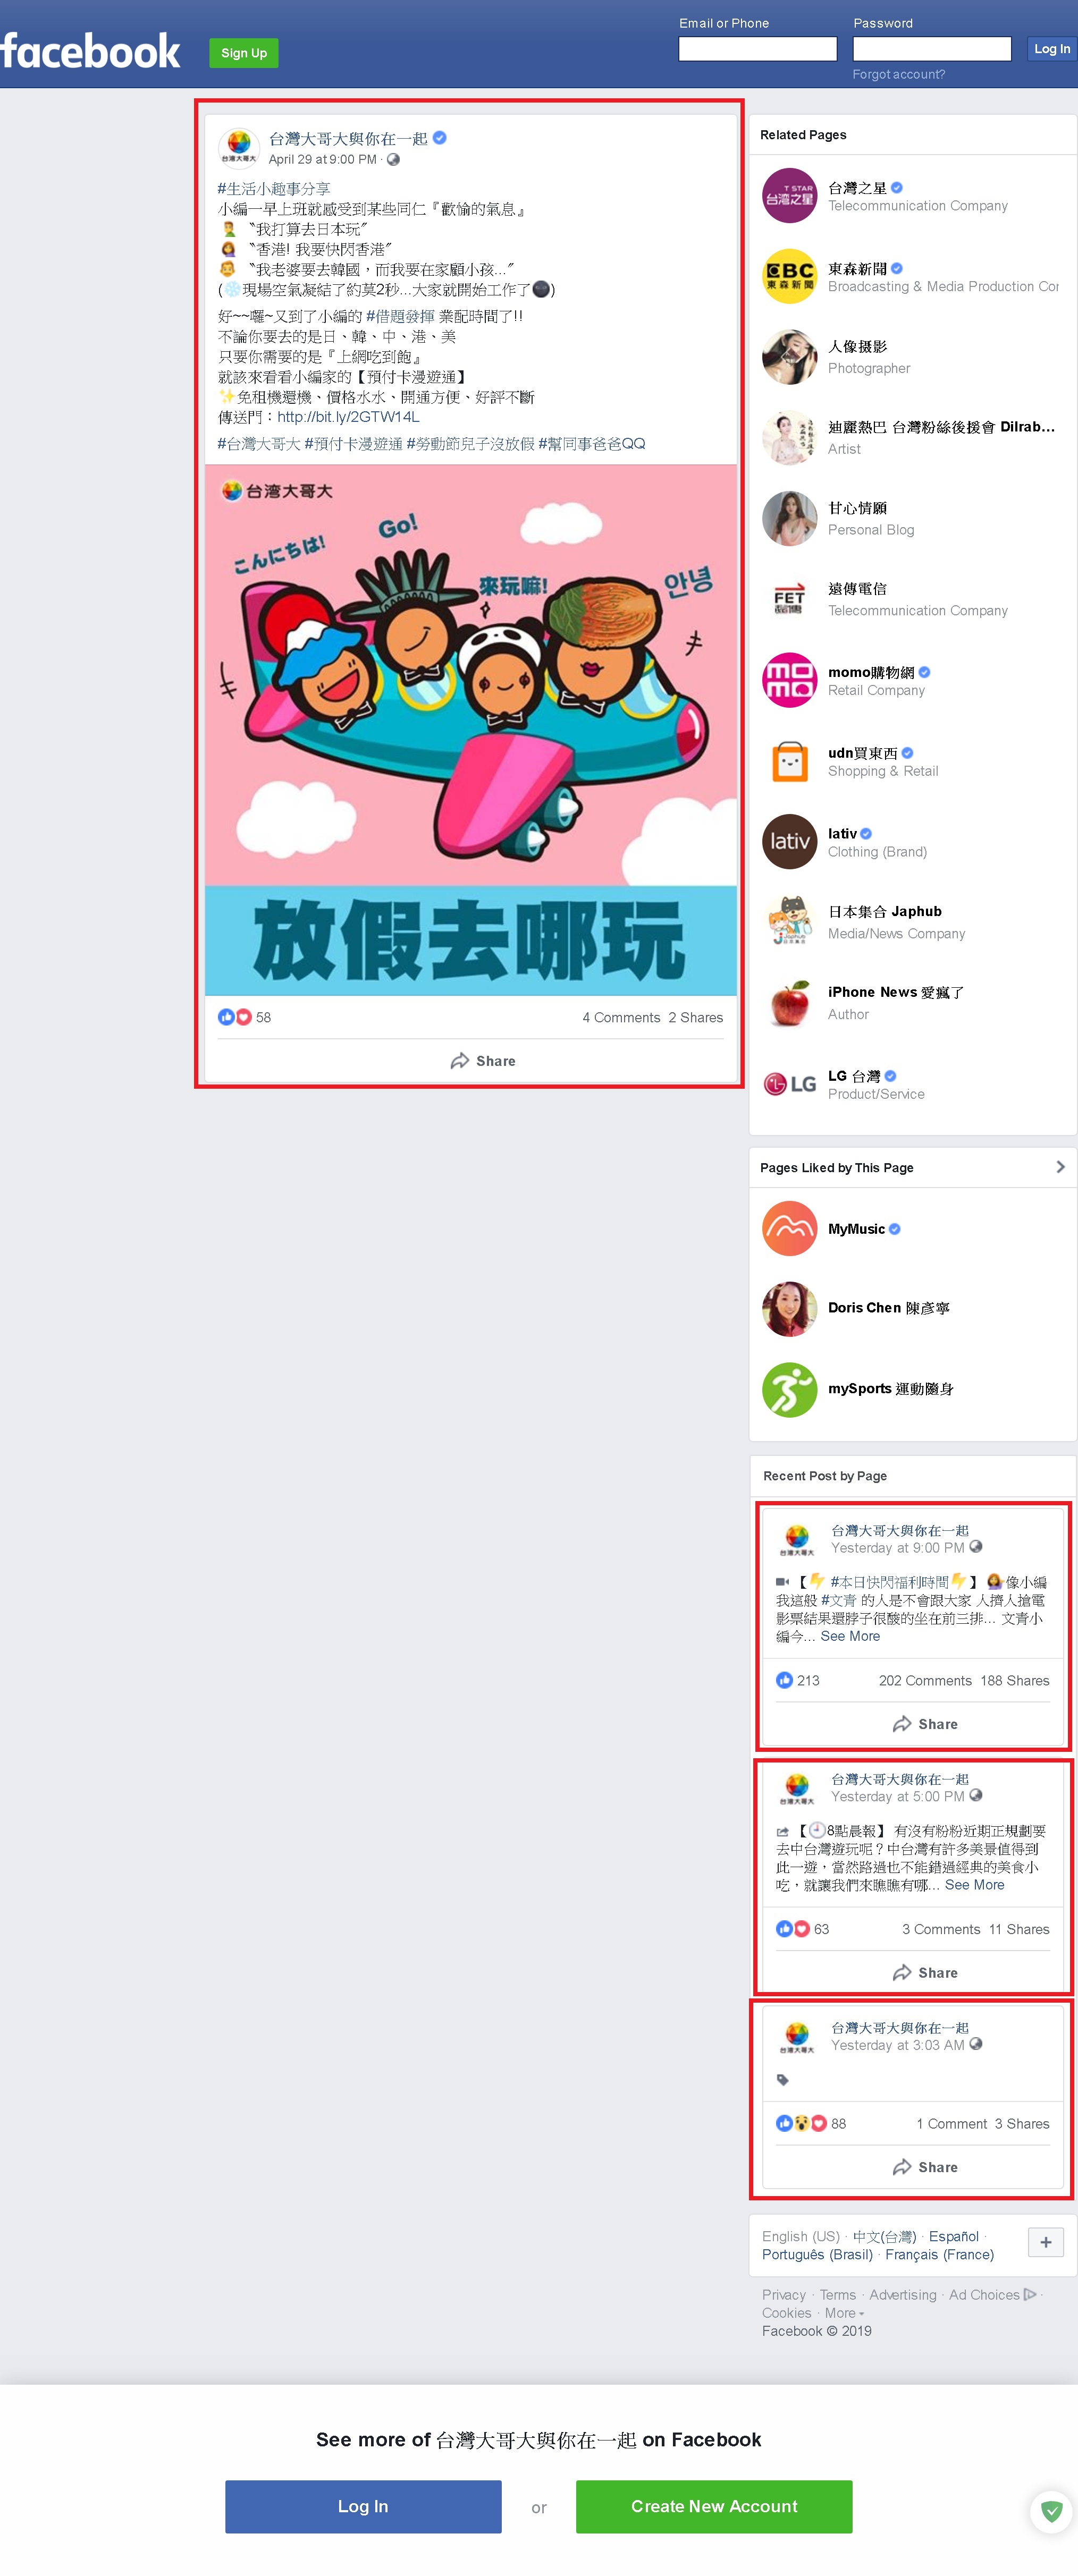 facebook
Sign Up
Email or Phone
Password
Log In
Forgot account?
台灣大哥大與你在一起
April 29 at 9:00 PM ·
#生活小趣事分享
小編一早上班就感受到某些同仁『歡愉的氣息』
〝我打算去日本玩〞
〝香港! 我要快閃香港〞
〝我老婆要去韓國，而我要在家顧小孩...〞
(❄現場空氣凝結了約莫2秒...大家就開始工作了🌚)
好~~囉~又到了小編的 #借題發揮 業配時間了!!
不論你要去的是日、韓、中、港、美
只要你需要的是『上網吃到飽』
就該來看看小編家的【預付卡漫遊通】
✨免租機還機、價格水水、開通方便、好評不斷
傳送門：http://bit.ly/2GTW14L
#台灣大哥大 #預付卡漫遊通 #勞動節兒子沒放假 #幫同事爸爸QQ
台湾大哥大
こんにちは!
Go!
來玩嘛!
안녕
放假去哪玩
58
4 Comments 2 Shares
Share
Related Pages
T STAR
台湾之星
台灣之星
Telecommunication Company
EBC
東森新聞
東森新聞
Broadcasting & Media Production Cor
人像摄影
Photographer
迪麗熱巴 台灣粉絲後援會 Dilrab...
Artist
甘心情願
Personal Blog
FET
遠傳電信
Telecommunication Company
momo
momo購物網
Retail Company
udn買東西
Shopping & Retail
lativ
lativ
Clothing (Brand)
Japhub
日本集合 Japhub
Media/News Company
iPhone News 愛瘋了
Author
LG
LG 台灣
Product/Service
Pages Liked by This Page
MyMusic
Doris Chen 陳彥寧
mySports 運動隨身
Recent Post by Page
台灣大哥大與你在一起
Yesterday at 9:00 PM
【⚡ #本日快閃福利時間⚡】 像小編
我這般 #文青 的人是不會跟大家 人擠人搶電
影票結果還脖子很酸的坐在前三排... 文青小
編今... See More
213
202 Comments 188 Shares
Share
台灣大哥大與你在一起
Yesterday at 5:00 PM
【🕘8點晨報】 有沒有粉粉近期正規劃要
去中台灣遊玩呢？中台灣有許多美景值得到
此一遊，當然路過也不能錯過經典的美食小
吃，就讓我們來瞧瞧有哪... See More
63
3 Comments 11 Shares
Share
台灣大哥大與你在一起
Yesterday at 3:03 AM
88
1 Comment 3 Shares
Share
English (US) · 中文(台灣) · Español ·
Português (Brasil) · Français (France)
Privacy · Terms · Advertising · Ad Choices ·
Cookies · More
Facebook © 2019
See more of 台灣大哥大與你在一起 on Facebook
Log In
or
Create New Account